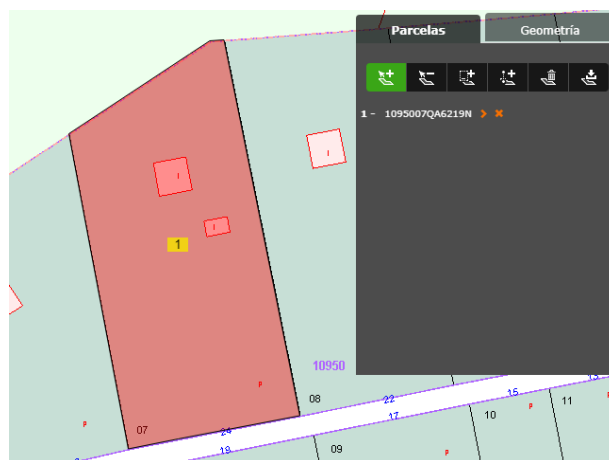 Parcelas
Geometría
1 - 1095007QA6219N
I
I
I
1
10950
P
P
P
P
P
07
08
09
10
11
24
22
19
17
15
13